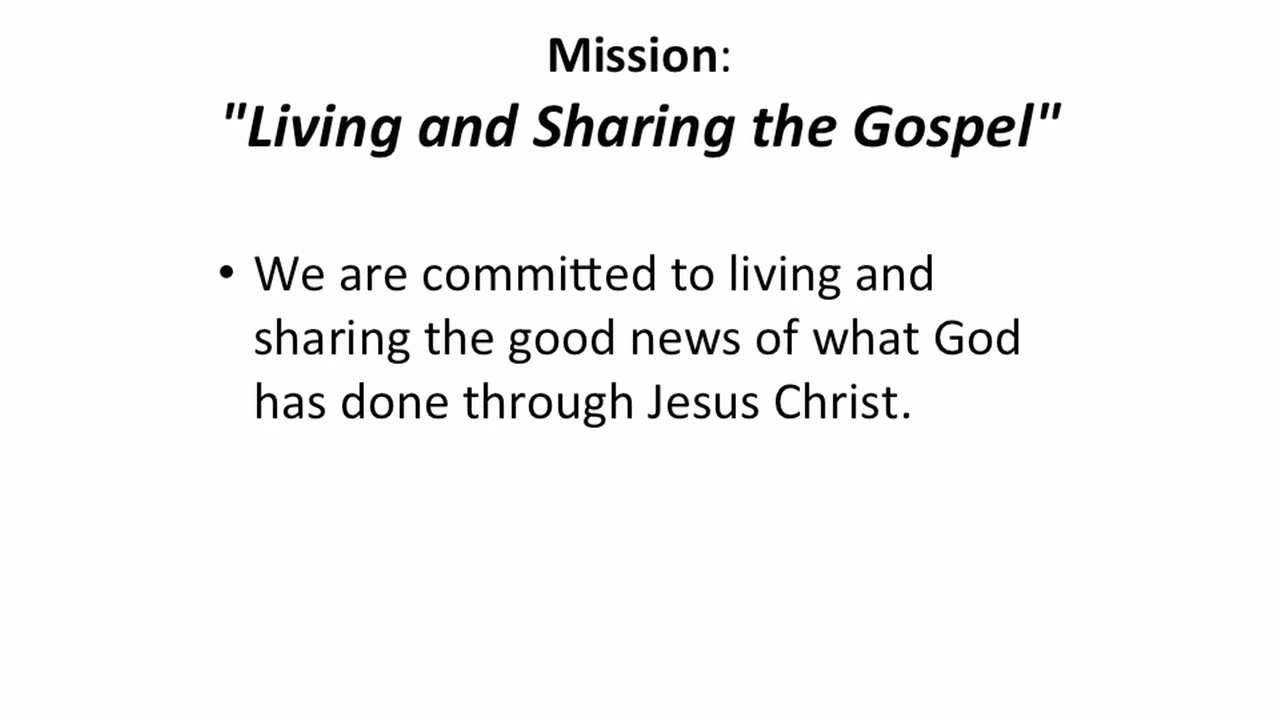 Mission:
"Living and Sharing the Gospel"
• We are committed to living and
sharing the good news of what God
has done through Jesus Christ.